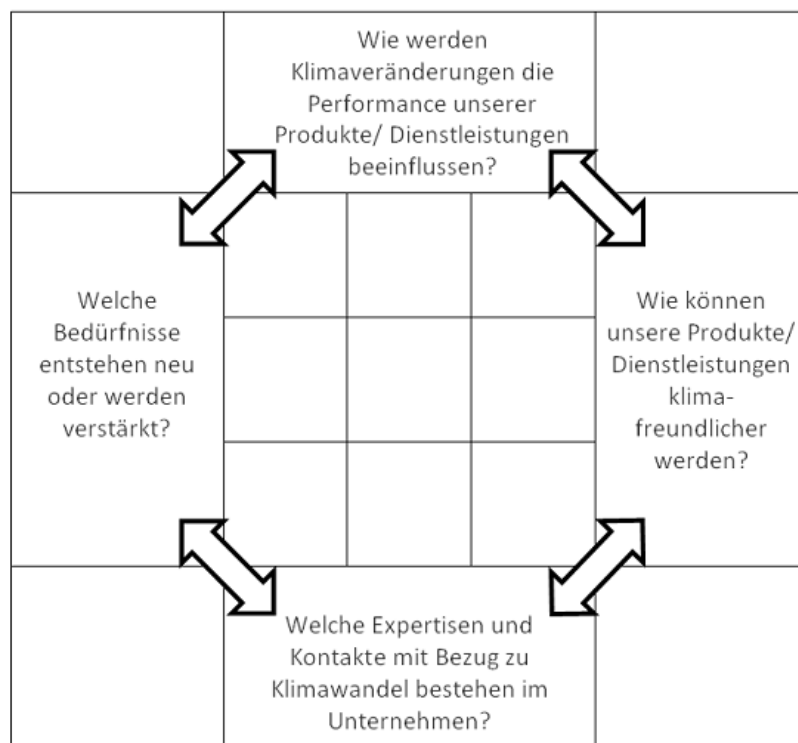 Wie werden
Klimaveränderungen die
Performance unserer
Produkte/ Dienstleistungen
beeinflussen?
Welche
Bedürfnisse
entstehen neu
oder werden
verstärkt?
Wie können
unsere Produkte/
Dienstleistungen
klima-
freundlicher
werden?
Welche Expertisen und
Kontakte mit Bezug zu
Klimawandel bestehen im
Unternehmen?